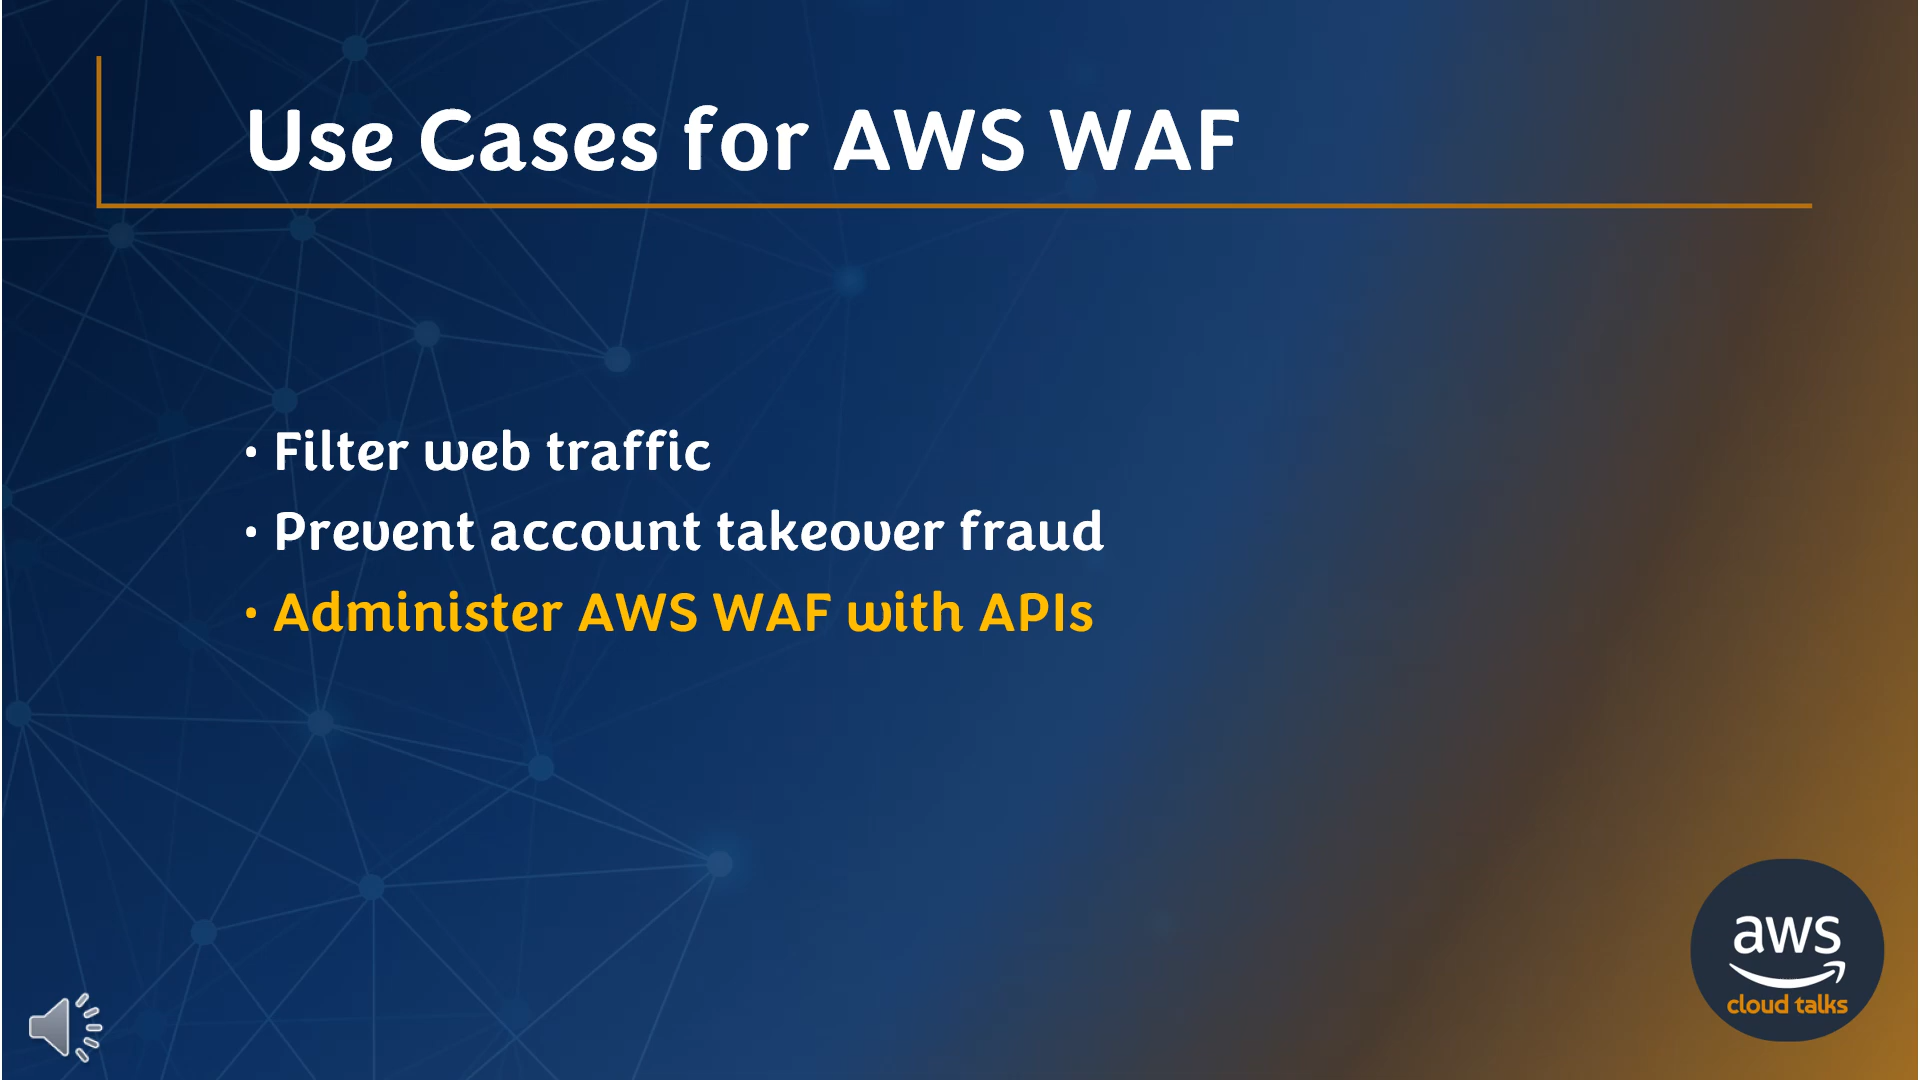 Use Cases for AWS WAF
• Filter web traffic
• Prevent account takeover fraud
• Administer AWS WAF with APIs
aws
cloud talks